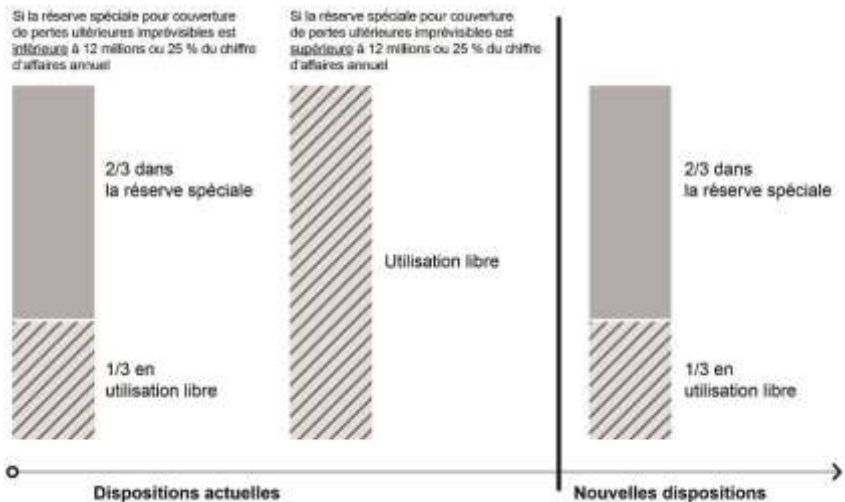 Si la réserve spéciale pour couverture
de pertes ultérieures imprévisibles est
inférieure à 12 millions ou 25 % du chiffre
d'affaires annuel
Si la réserve spéciale pour couverture
de pertes ultérieures imprévisibles est
supérieure à 12 millions ou 25 % du chiffre
d'affaires annuel
2/3 dans
la réserve spéciale
1/3 en
utilisation libre
Utilisation libre
2/3 dans
la réserve spéciale
1/3 en
utilisation libre
Dispositions actuelles
Nouvelles dispositions